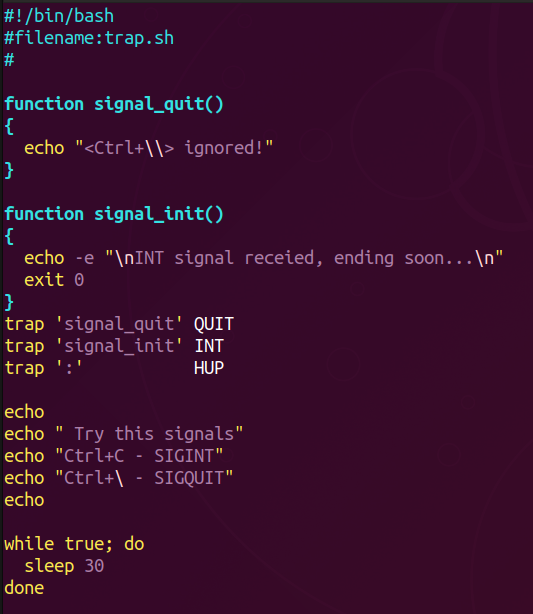 #!/bin/bash
#filename:trap.sh
#
function signal_quit()
{
  echo "<Ctrl+\\> ignored!"
}
function signal_init()
{
  echo -e "\nINT signal receied, ending soon...\n"
  exit 0
}
trap 'signal_quit' QUIT
trap 'signal_init' INT
trap ':'           HUP
echo
echo " Try this signals"
echo "Ctrl+C - SIGINT"
echo "Ctrl+\ - SIGQUIT"
echo
while true; do
  sleep 30
done